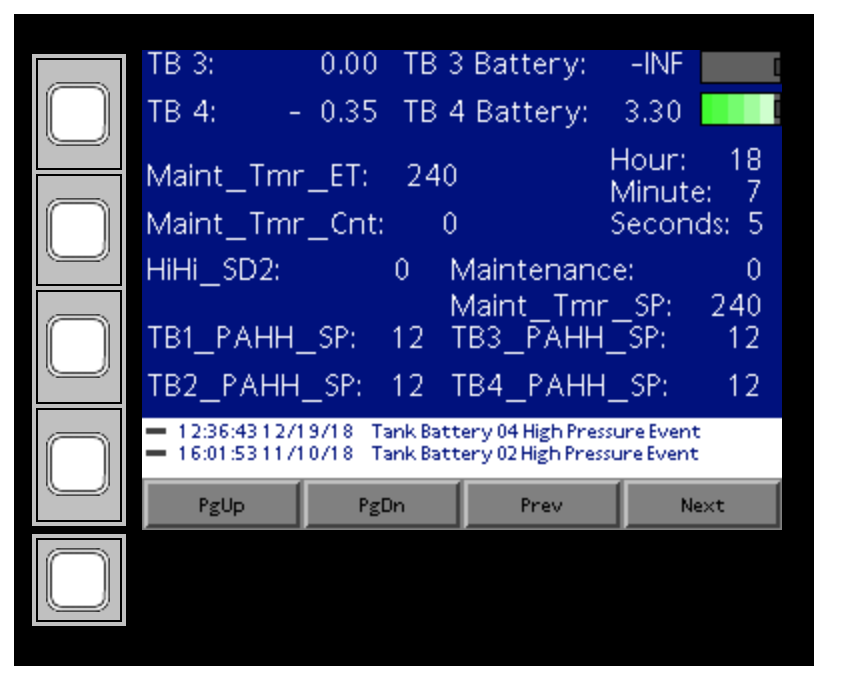 TB 3: 0.00 TB 3 Battery: -INF
TB 4: - 0.35 TB 4 Battery: 3.30
Maint_Tmr_ET: 240
Hour: 18
Minute: 7
Maint_Tmr_Cnt: 0
Seconds: 5
HiHi_SD2: 0 Maintenance: 0
Maint_Tmr_SP: 240
TB1_PAHH_SP: 12 TB3_PAHH_SP: 12
TB2_PAHH_SP: 12 TB4_PAHH_SP: 12
12:36:43 12/19/18 Tank Battery 04 High Pressure Event
16:01:53 11/10/18 Tank Battery 02 High Pressure Event
PgUp PgDn Prev Next